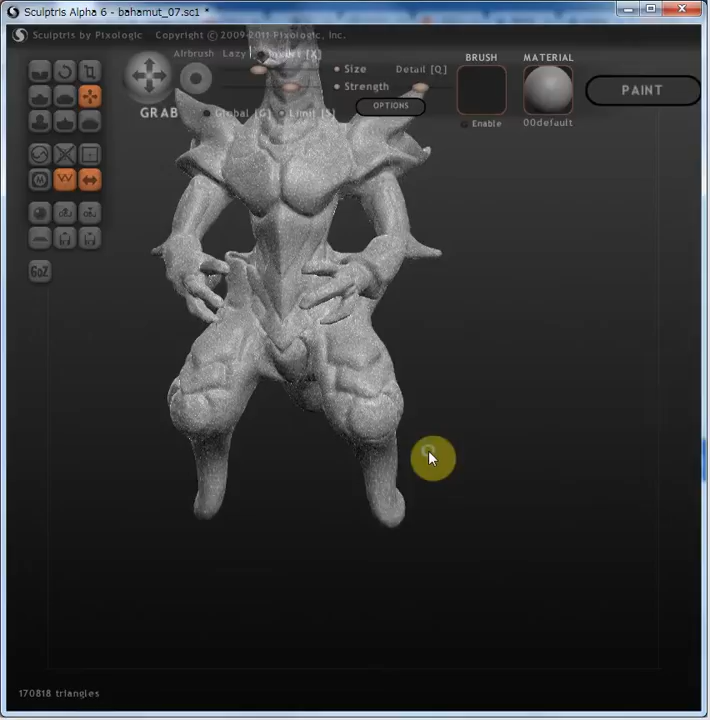 Sculptris Alpha 6 - bahamut_07.sc1 *
Sculptris by Pixologic Copyright © 2009-2011 Pixologic, Inc.
Airbrush Lazy Invert [X]
Size Detail [Q] BRUSH MATERIAL
Strength PAINT
OPTIONS
GRAB Global [G] Limit [S] Enable 00default
GoZ
170818 triangles